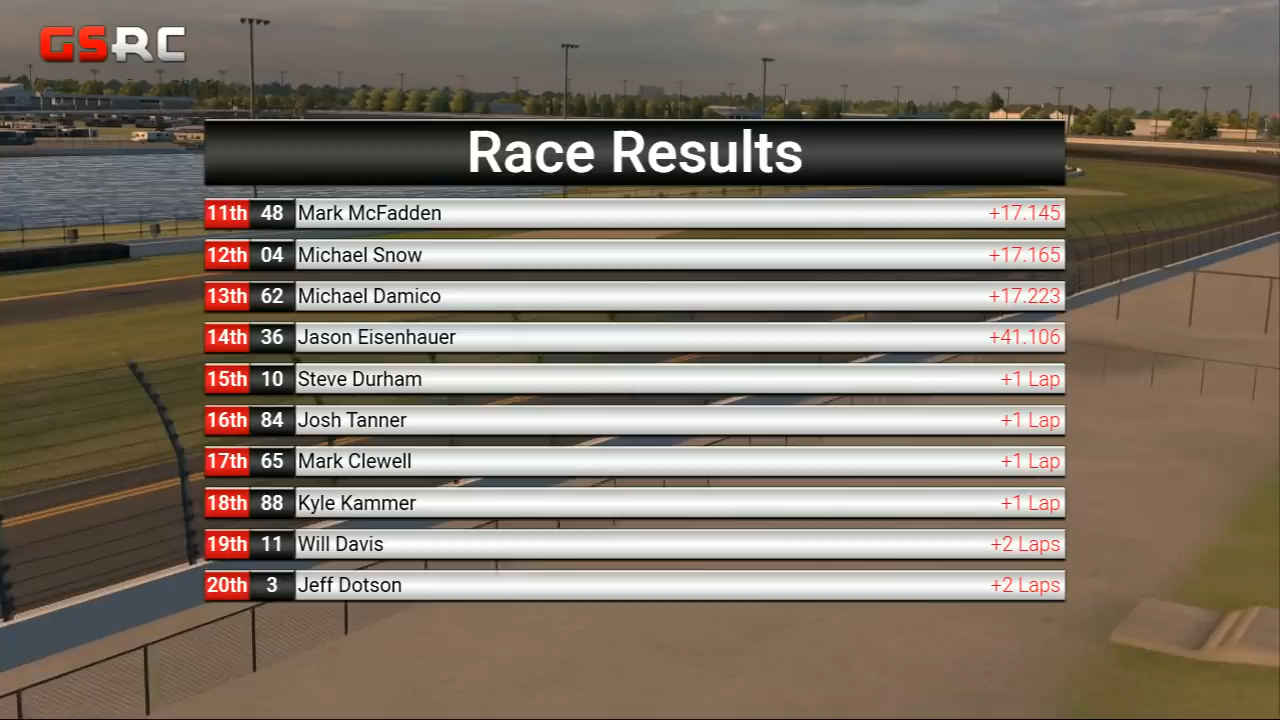 GSRC
Race Results
11th 48 Mark McFadden +17.145
12th 04 Michael Snow +17.165
13th 62 Michael Damico +17.223
14th 36 Jason Eisenhauer +41.106
15th 10 Steve Durham +1 Lap
16th 84 Josh Tanner +1 Lap
17th 65 Mark Clewell +1 Lap
18th 88 Kyle Kammer +1 Lap
19th 11 Will Davis +2 Laps
20th 3 Jeff Dotson +2 Laps